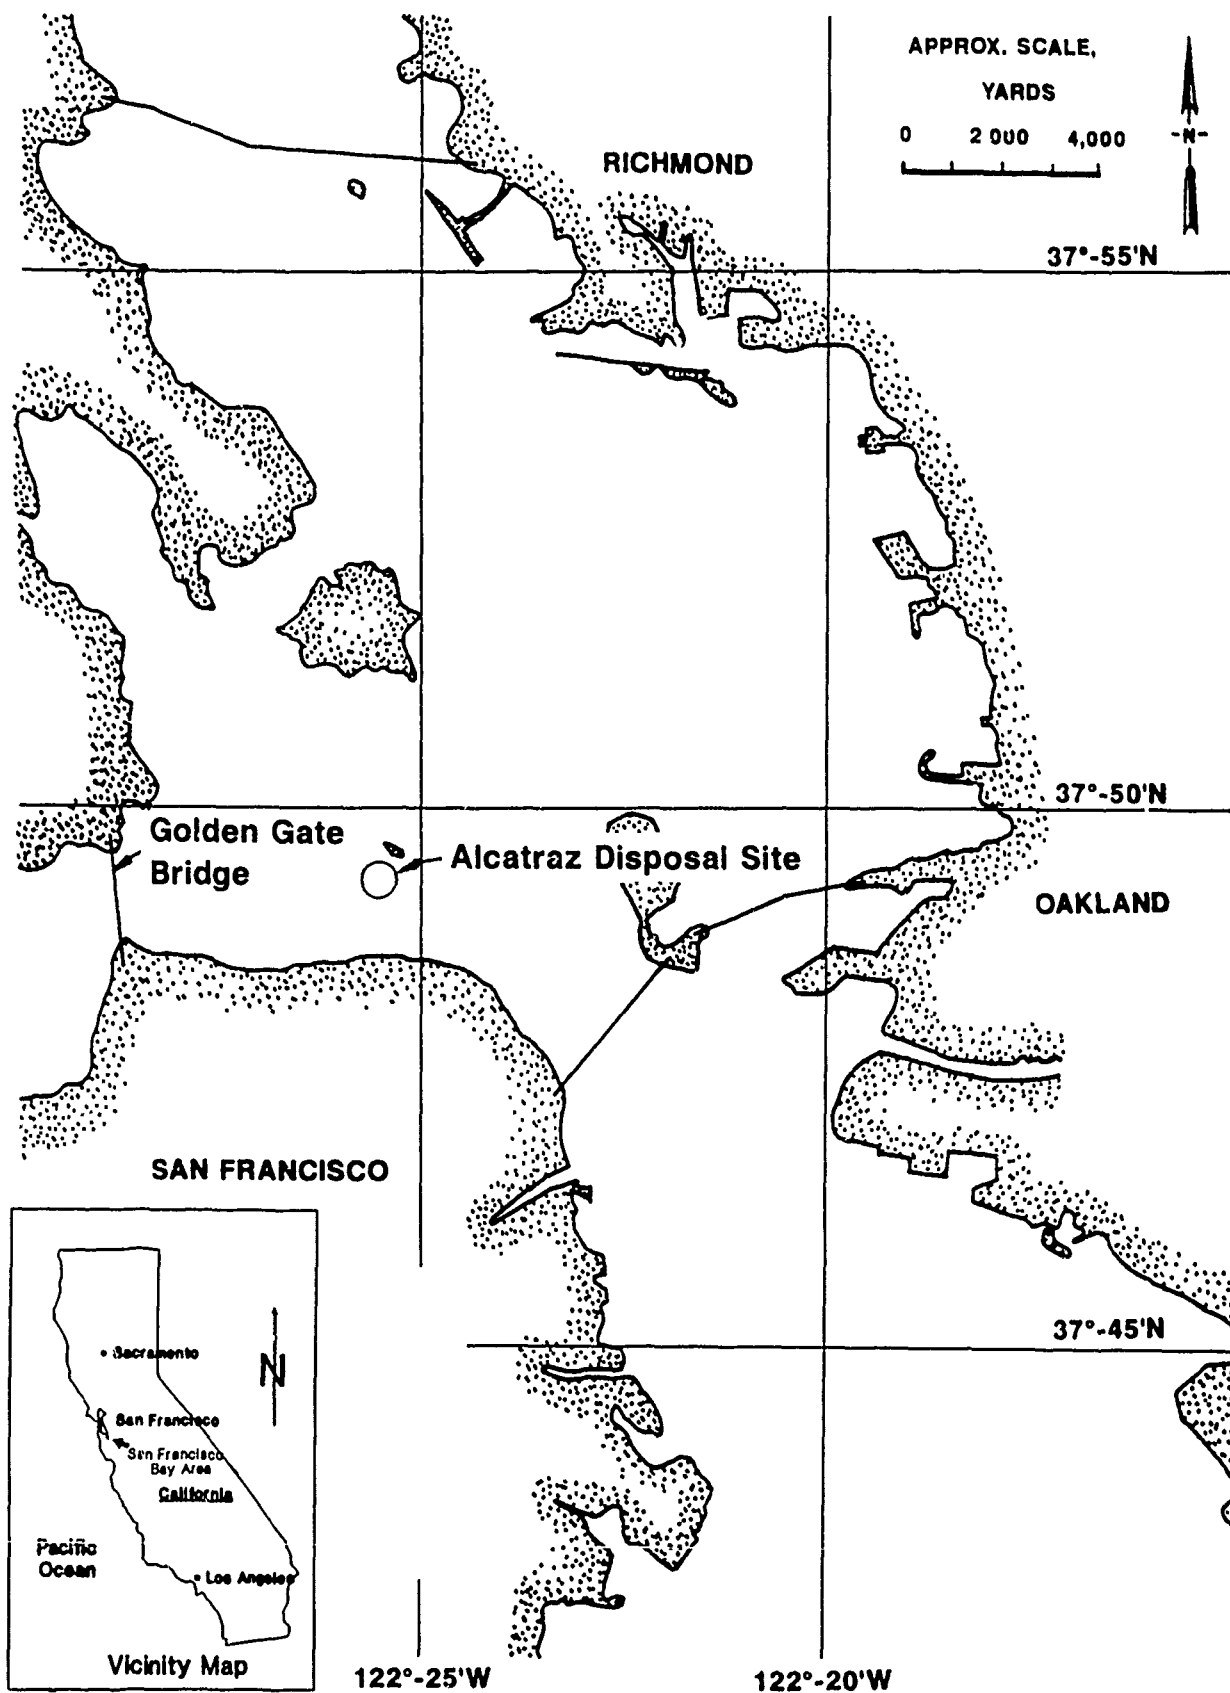 APPROX. SCALE,
YARDS
0 2 000 4,000
-N-
RICHMOND
37°-55'N
37°-50'N
Golden Gate
Bridge
Alcatraz Disposal Site
OAKLAND
SAN FRANCISCO
37°-45'N
N
Sacramento
San Francisco
San Francisco
Bay Area
California
Pacific
Ocean
Los Angeles
Vicinity Map
122°-25'W
122°-20'W